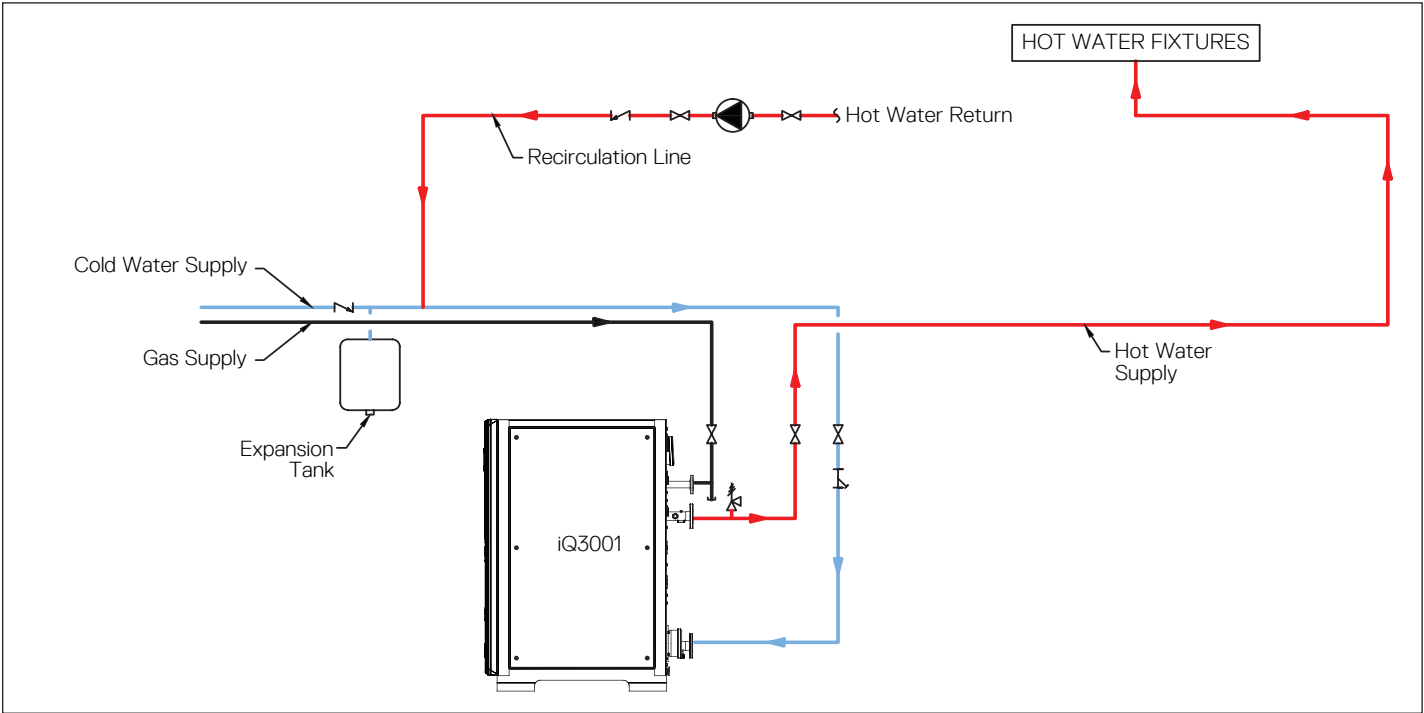 HOT WATER FIXTURES
Hot Water Return
Recirculation Line
Cold Water Supply
Gas Supply
Hot Water
Supply
Expansion
Tank
iQ3001